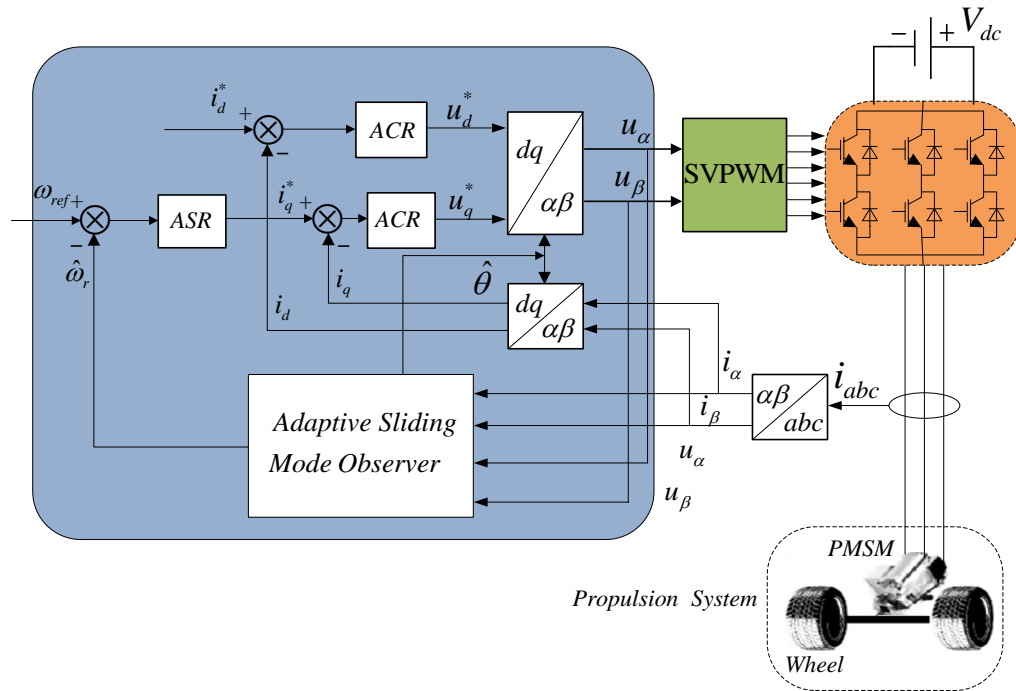 − + V_dc
i_d^* +
−
ACR
u_d^*
dq
αβ
u_α
u_β
SVPWM
ω_ref +
−
ASR
i_q^* +
−
ACR
u_q^*
ω̂_r
i_q
θ̂
i_d
dq
αβ
i_α
i_β
αβ
abc
i_abc
Adaptive Sliding
Mode Observer
u_α
u_β
PMSM
Propulsion System
Wheel